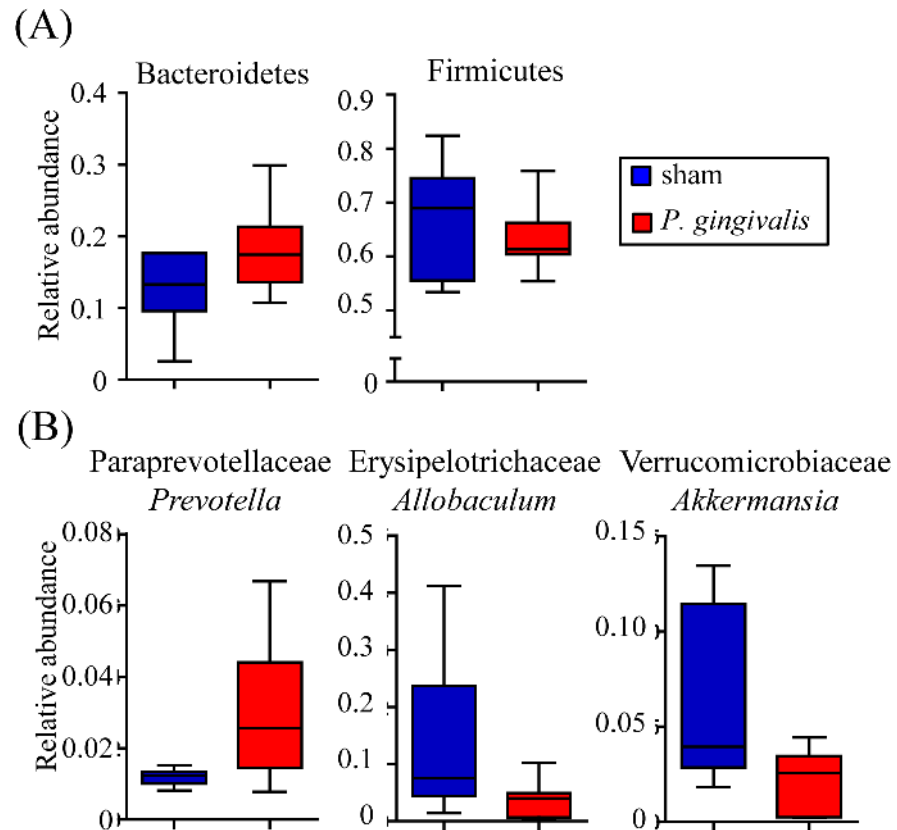 (A)
Bacteroidetes
Firmicutes
Relative abundance
0.4
0.3
0.2
0.1
0
0.9
0.8
0.7
0.6
0.5
0
sham
P. gingivalis
(B)
Paraprevotellaceae
Prevotella
Erysipelotrichaceae
Allobaculum
Verrucomicrobiaceae
Akkermansia
Relative abundance
0.08
0.06
0.04
0.02
0
0.5
0.4
0.3
0.2
0.1
0
0.15
0.10
0.05
0